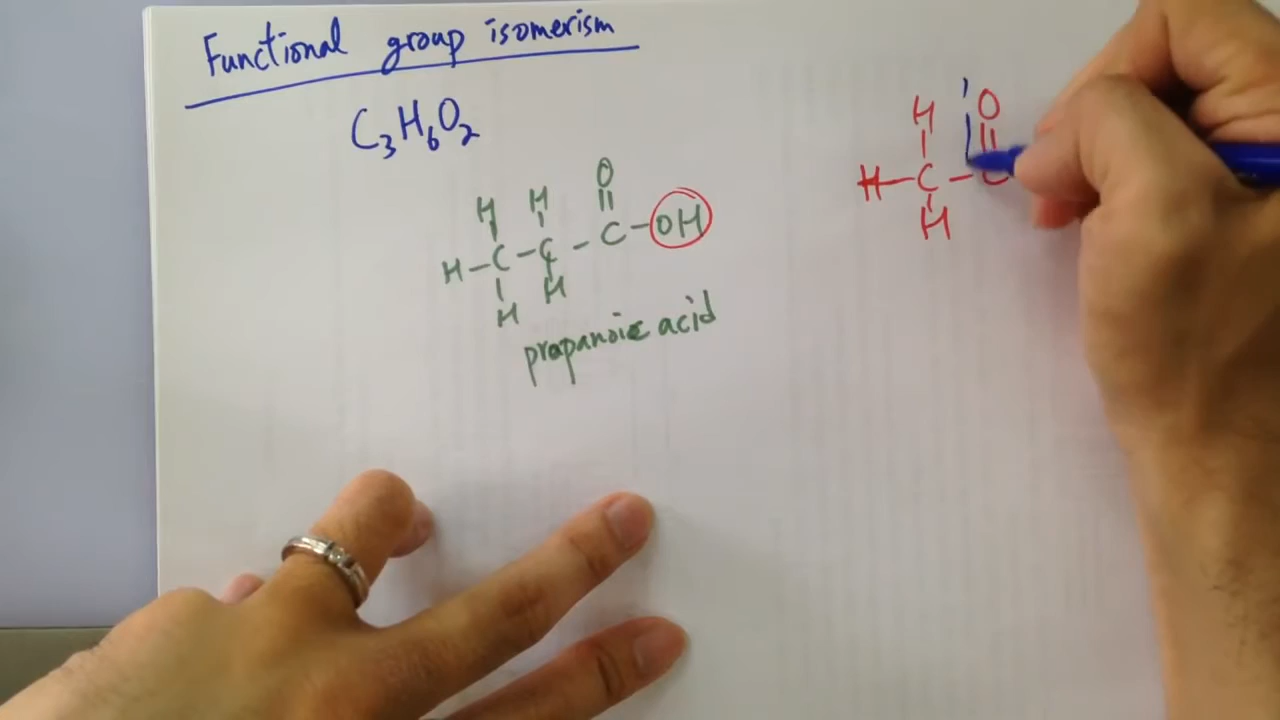 Functional group isomerism
C₃H₆O₂
O
H H ||
H–C–C–C–OH
H H
propanoic acid
H O
| ||
H–C–C
H